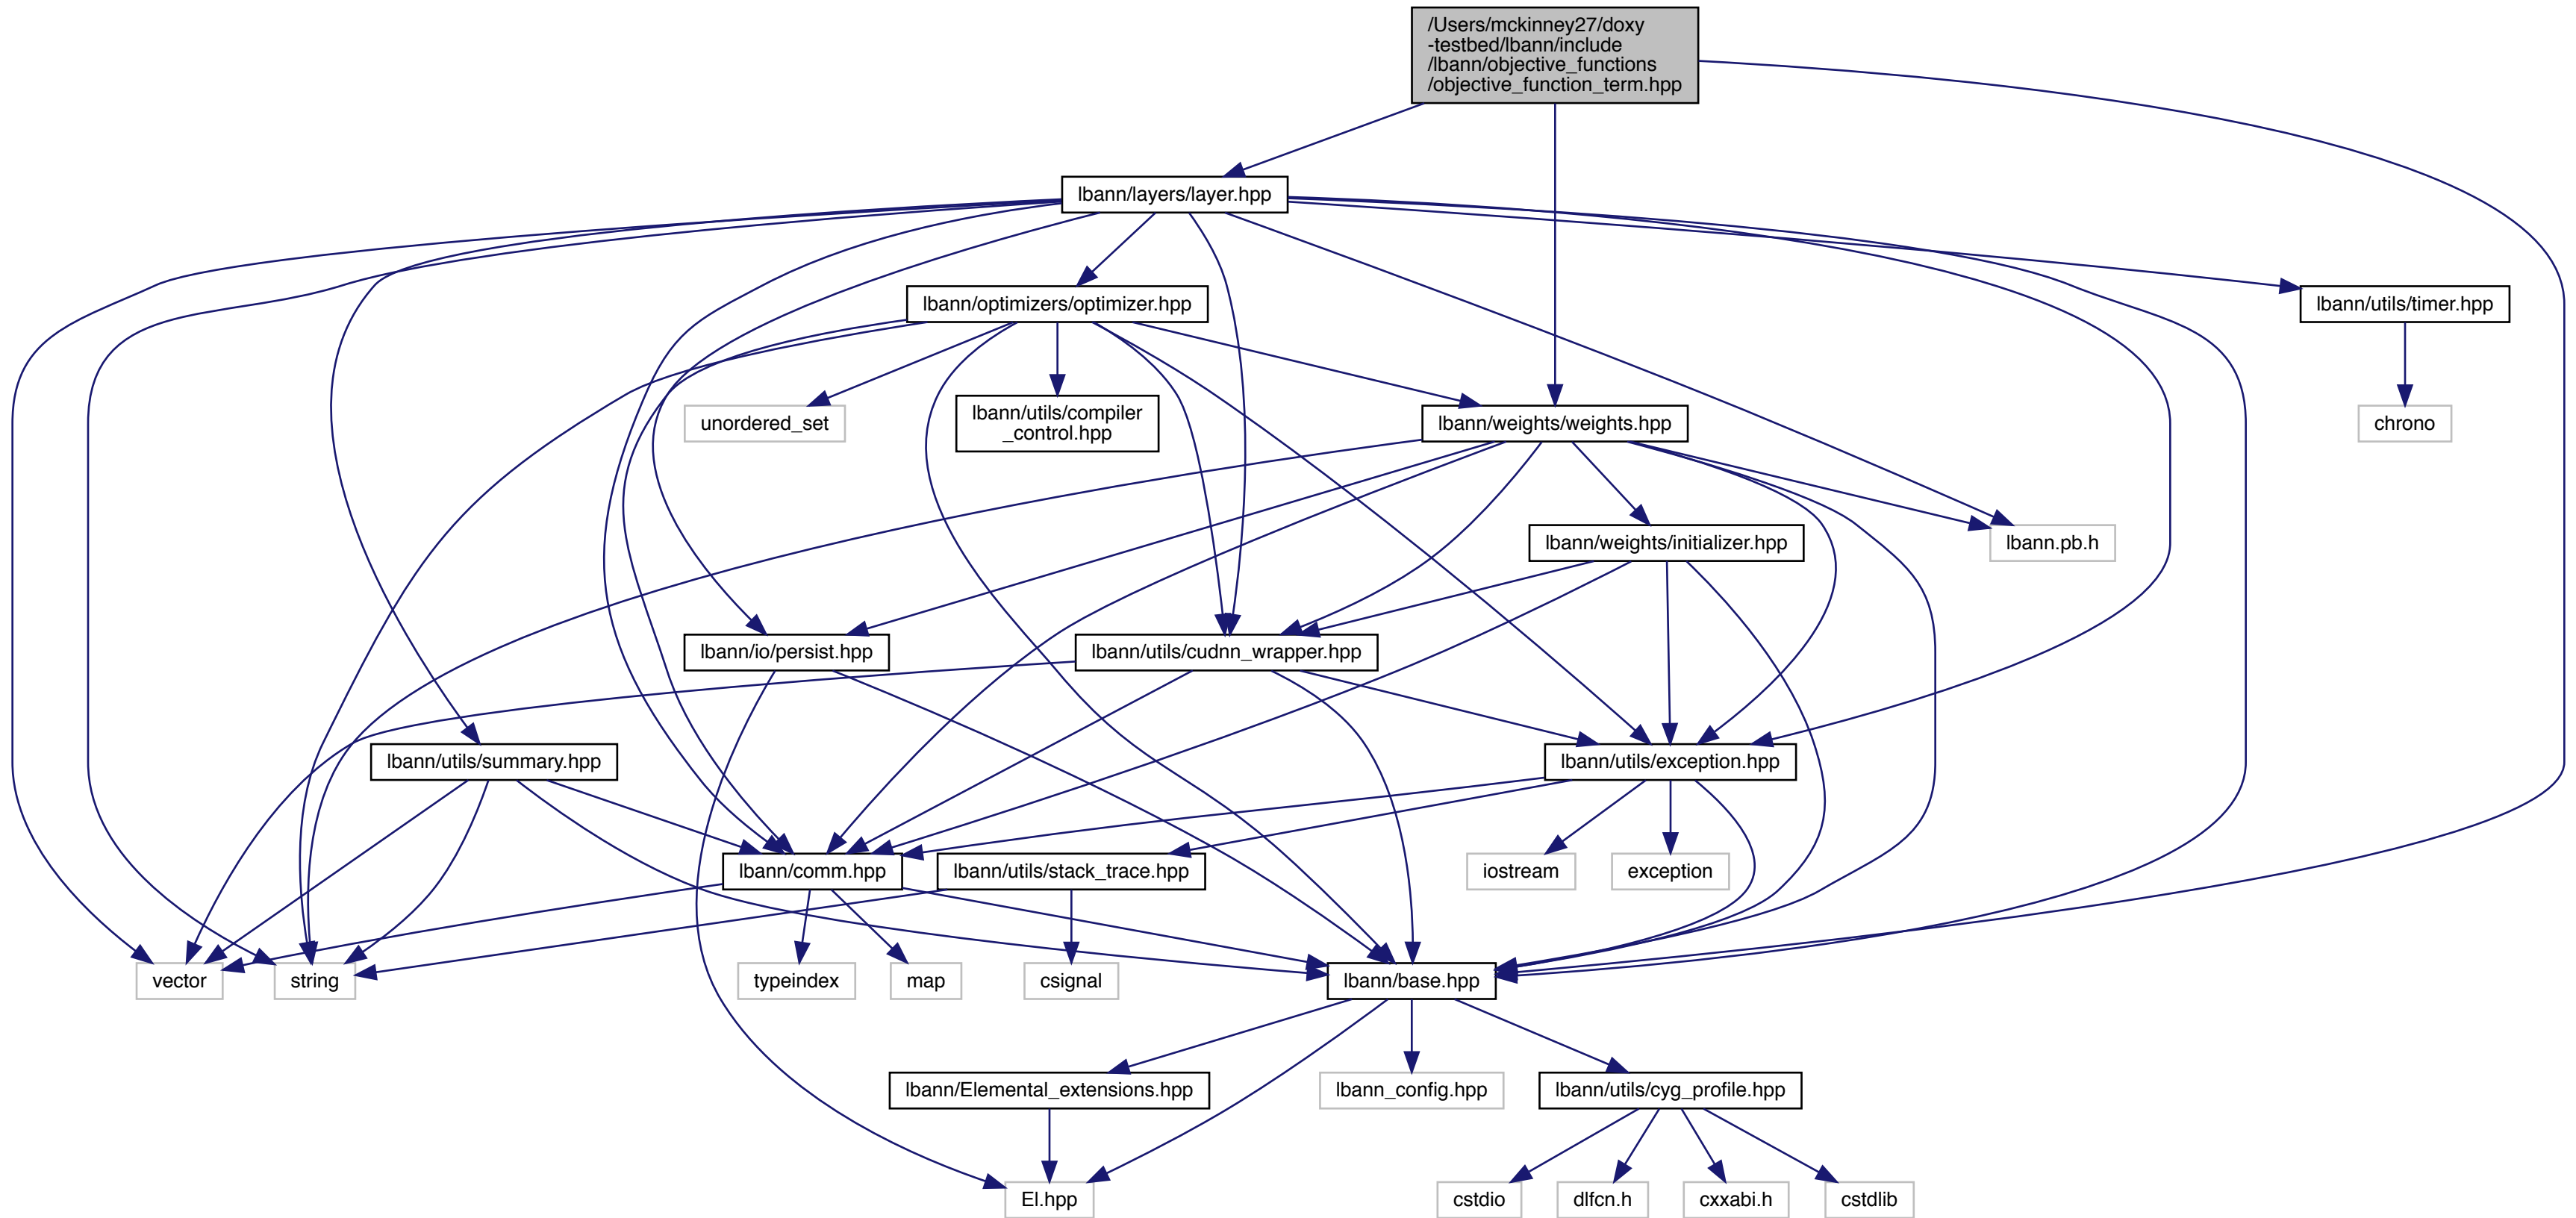 /Users/mckinney27/doxy
-testbed/lbann/include
/lbann/objective_functions
/objective_function_term.hpp
lbann/layers/layer.hpp
lbann/optimizers/optimizer.hpp
lbann/utils/timer.hpp
unordered_set
lbann/utils/compiler
_control.hpp
lbann/weights/weights.hpp
chrono
lbann/weights/initializer.hpp
lbann.pb.h
lbann/io/persist.hpp
lbann/utils/cudnn_wrapper.hpp
lbann/utils/summary.hpp
lbann/utils/exception.hpp
lbann/comm.hpp
lbann/utils/stack_trace.hpp
iostream
exception
vector
string
typeindex
map
csignal
lbann/base.hpp
lbann/Elemental_extensions.hpp
lbann_config.hpp
lbann/utils/cyg_profile.hpp
El.hpp
cstdio
dlfcn.h
cxxabi.h
cstdlib